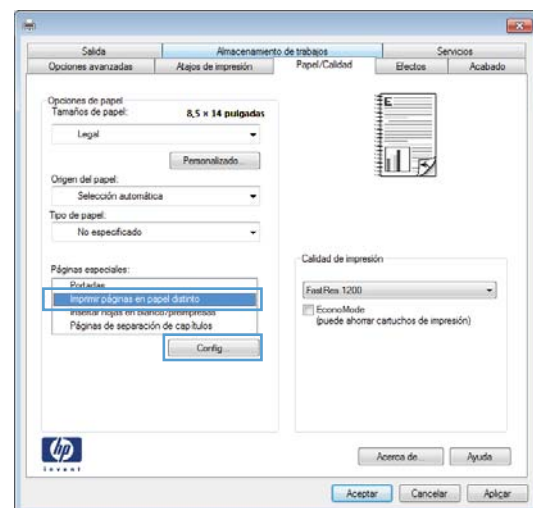 Salida Almacenamiento de trabajos Servicios
Opciones avanzadas Atajos de impresión Papel/Calidad Efectos Acabado
Opciones de papel
Tamaños de papel: 8,5 × 14 pulgadas
Legal
Personalizado...
Origen del papel:
Selección automática
Tipo de papel:
No especificado
Páginas especiales:
Portadas
Imprimir páginas en papel distinto
Insertar hojas en blanco/preimpresas
Páginas de separación de capítulos
Config...
E
Calidad de impresión
FastRes 1200
EconoMode
(puede ahorrar cartuchos de impresión)
hp
invent
Acerca de... Ayuda
Aceptar Cancelar Aplicar